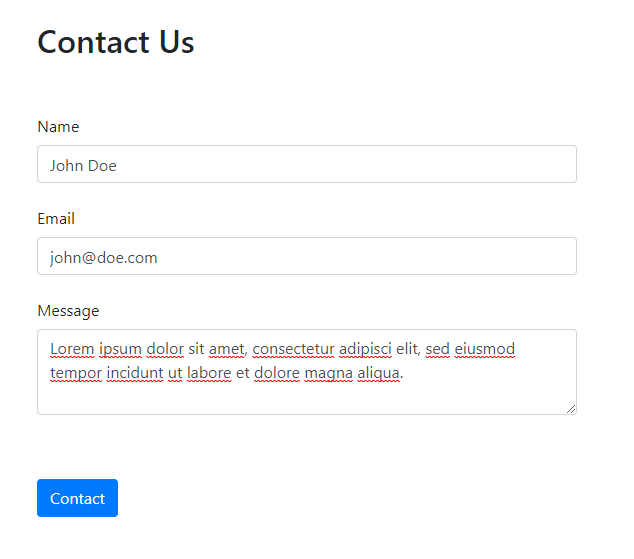 Contact Us
Name
John Doe
Email
john@doe.com
Message
Lorem ipsum dolor sit amet, consectetur adipisci elit, sed eiusmod
tempor incidunt ut labore et dolore magna aliqua.
Contact